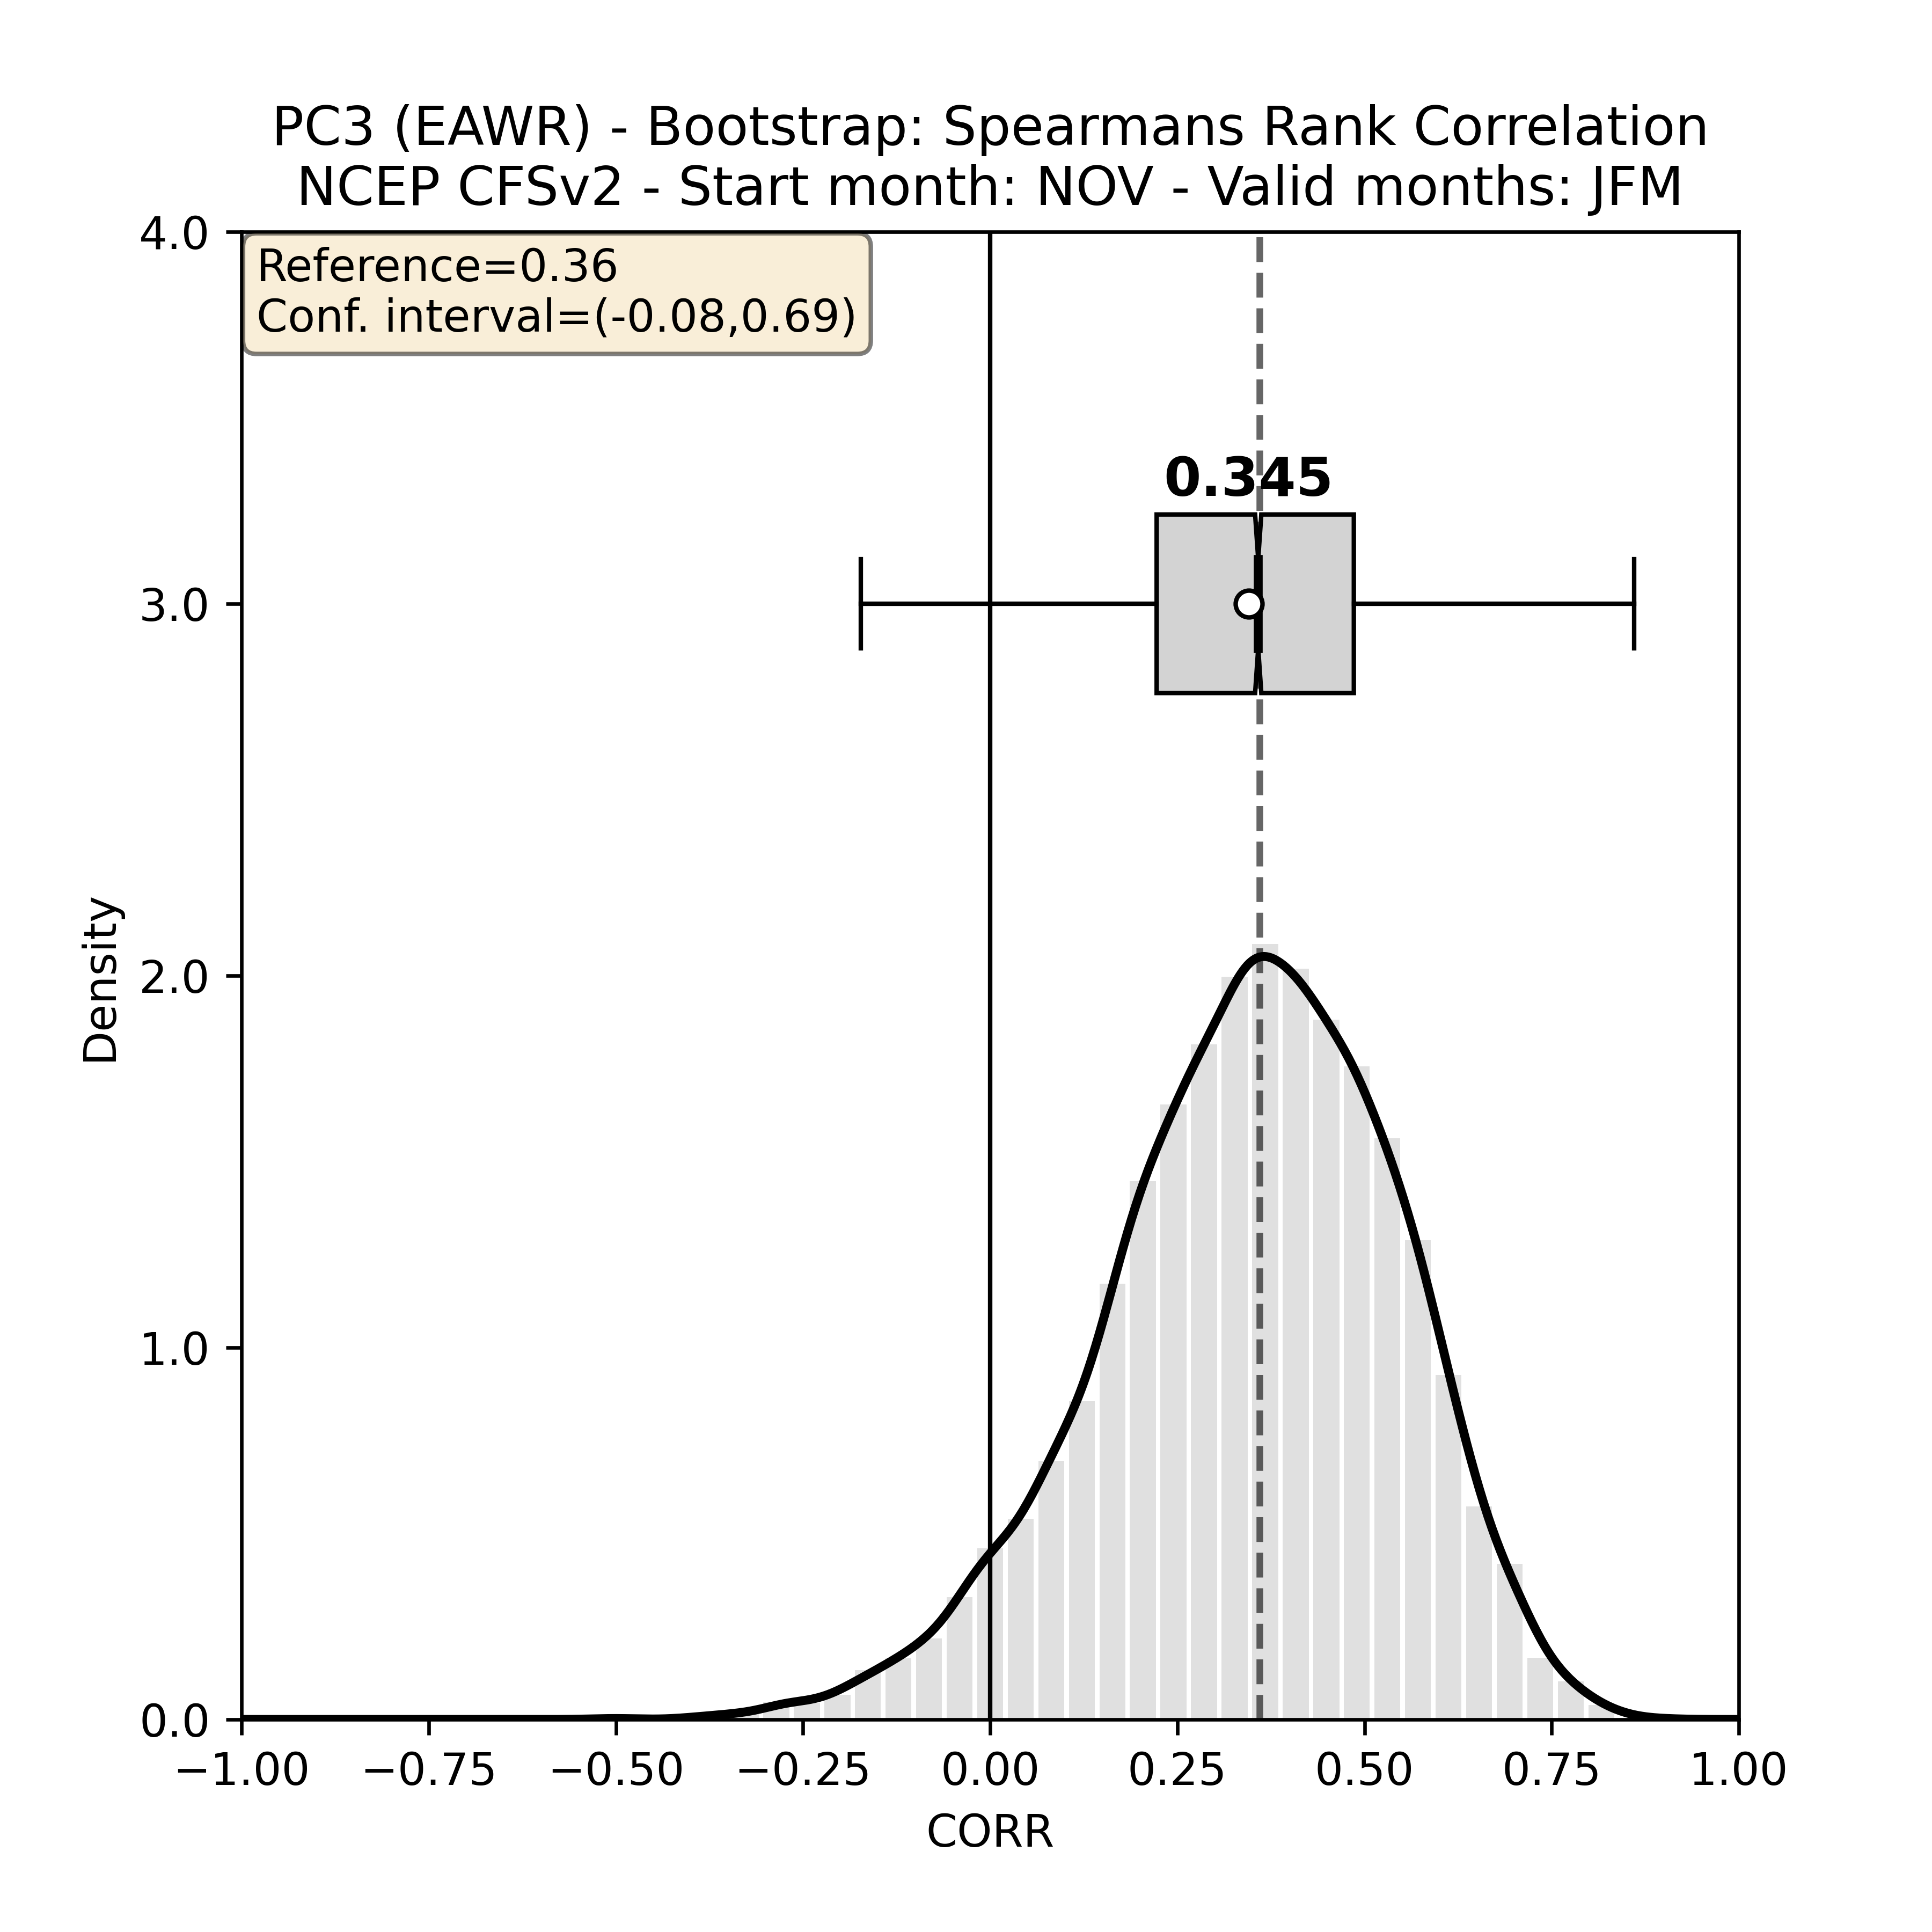 PC3 (EAWR) - Bootstrap: Spearmans Rank Correlation
NCEP CFSv2 - Start month: NOV - Valid months: JFM
4.0
Reference=0.36
Conf. interval=(-0.08,0.69)
0.345
3.0
2.0
Density
1.0
0.0
−1.00 −0.75 −0.50 −0.25 0.00 0.25 0.50 0.75 1.00
CORR